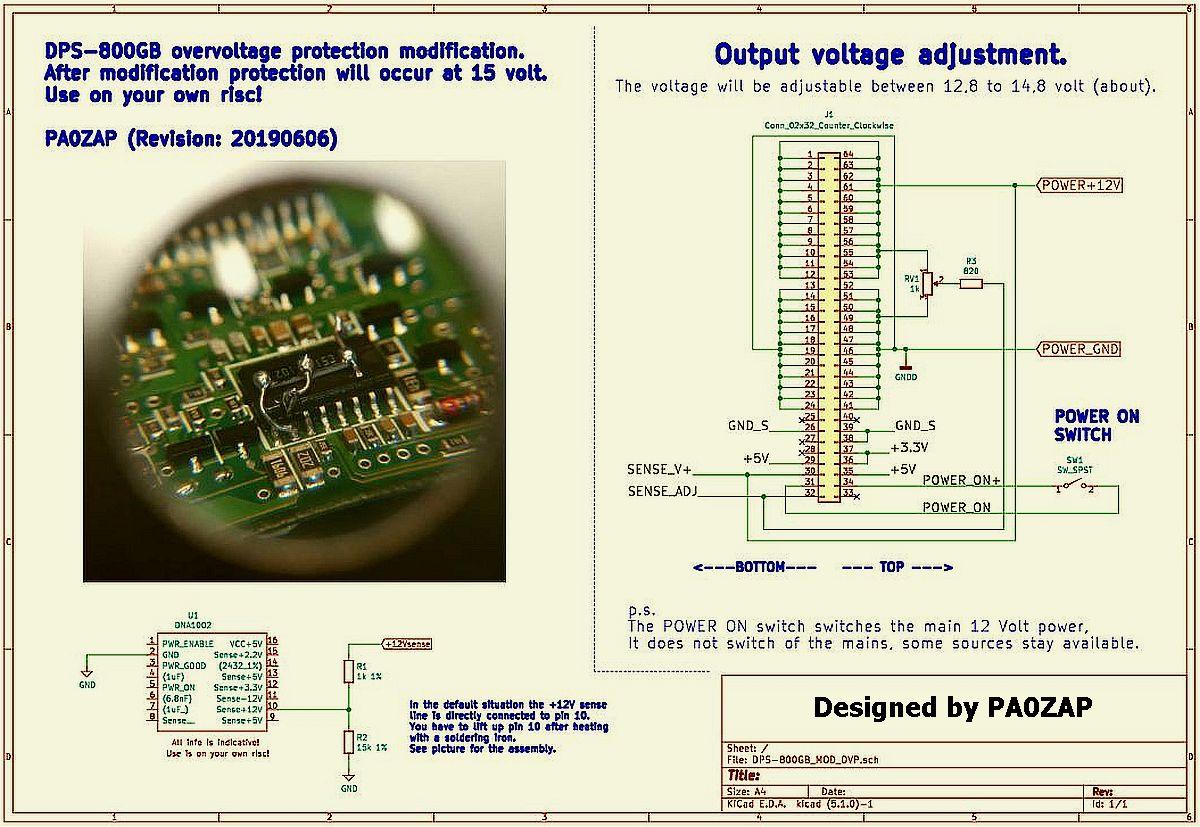 DPS-800GB overvoltage protection modification.
After modification protection will occur at 15 volt.
Use on your own risc!
PA0ZAP (Revision: 20190606)
Output voltage adjustment.
The voltage will be adjustable between 12,8 to 14,8 volt (about).
J1
Conn_02x32_Counter_Clockwise
1 64
2 63
3 62
4 61
5 60
6 59
7 58
8 57
9 56
10 55
11 54
12 53
13 52
14 51
15 50
16 49
17 48
18 47
19 46
20 45
21 44
22 43
23 42
24 41
25 40
26 39
27 38
28 37
29 36
30 35
31 34
32 33
POWER+12V
R3
820
RV1
1k
2
POWER_GND
GNDD
GND_S
GND_S
+3.3V
+5V
+5V
SENSE_V+
SENSE_ADJ
POWER_ON+
POWER_ON
POWER ON
SWITCH
SW1
SW_SPST
1 2
<---BOTTOM--- --- TOP --->
p.s.
The POWER ON switch switches the main 12 Volt power,
It does not switch of the mains, some sources stay available.
U1
DNA1002
1 PWR_ENABLE VCC+5V 16
2 GND Sense+2.2V 15
3 PWR_GOOD (2432_1%) 14
4 (1uF) Sense+5V 13
5 PWR_ON Sense+3.3V 12
6 (6.8nF) Sense-12V 11
7 (1uF_) Sense+12V 10
8 Sense__ Sense+5V 9
GND
All info is indicative!
Use is on your own risc!
+12Vsense
R1
1k 1%
R2
15k 1%
GND
In the default situation the +12V sense
line is directly connected to pin 10.
You have to lift up pin 10 after heating
with a soldering iron.
See picture for the assembly.
Designed by PA0ZAP
Sheet: /
File: DPS-800GB_MOD_OVP.sch
Title:
Size: A4 Date: Rev:
KiCad E.D.A. kicad (5.1.0)-1 Id: 1/1